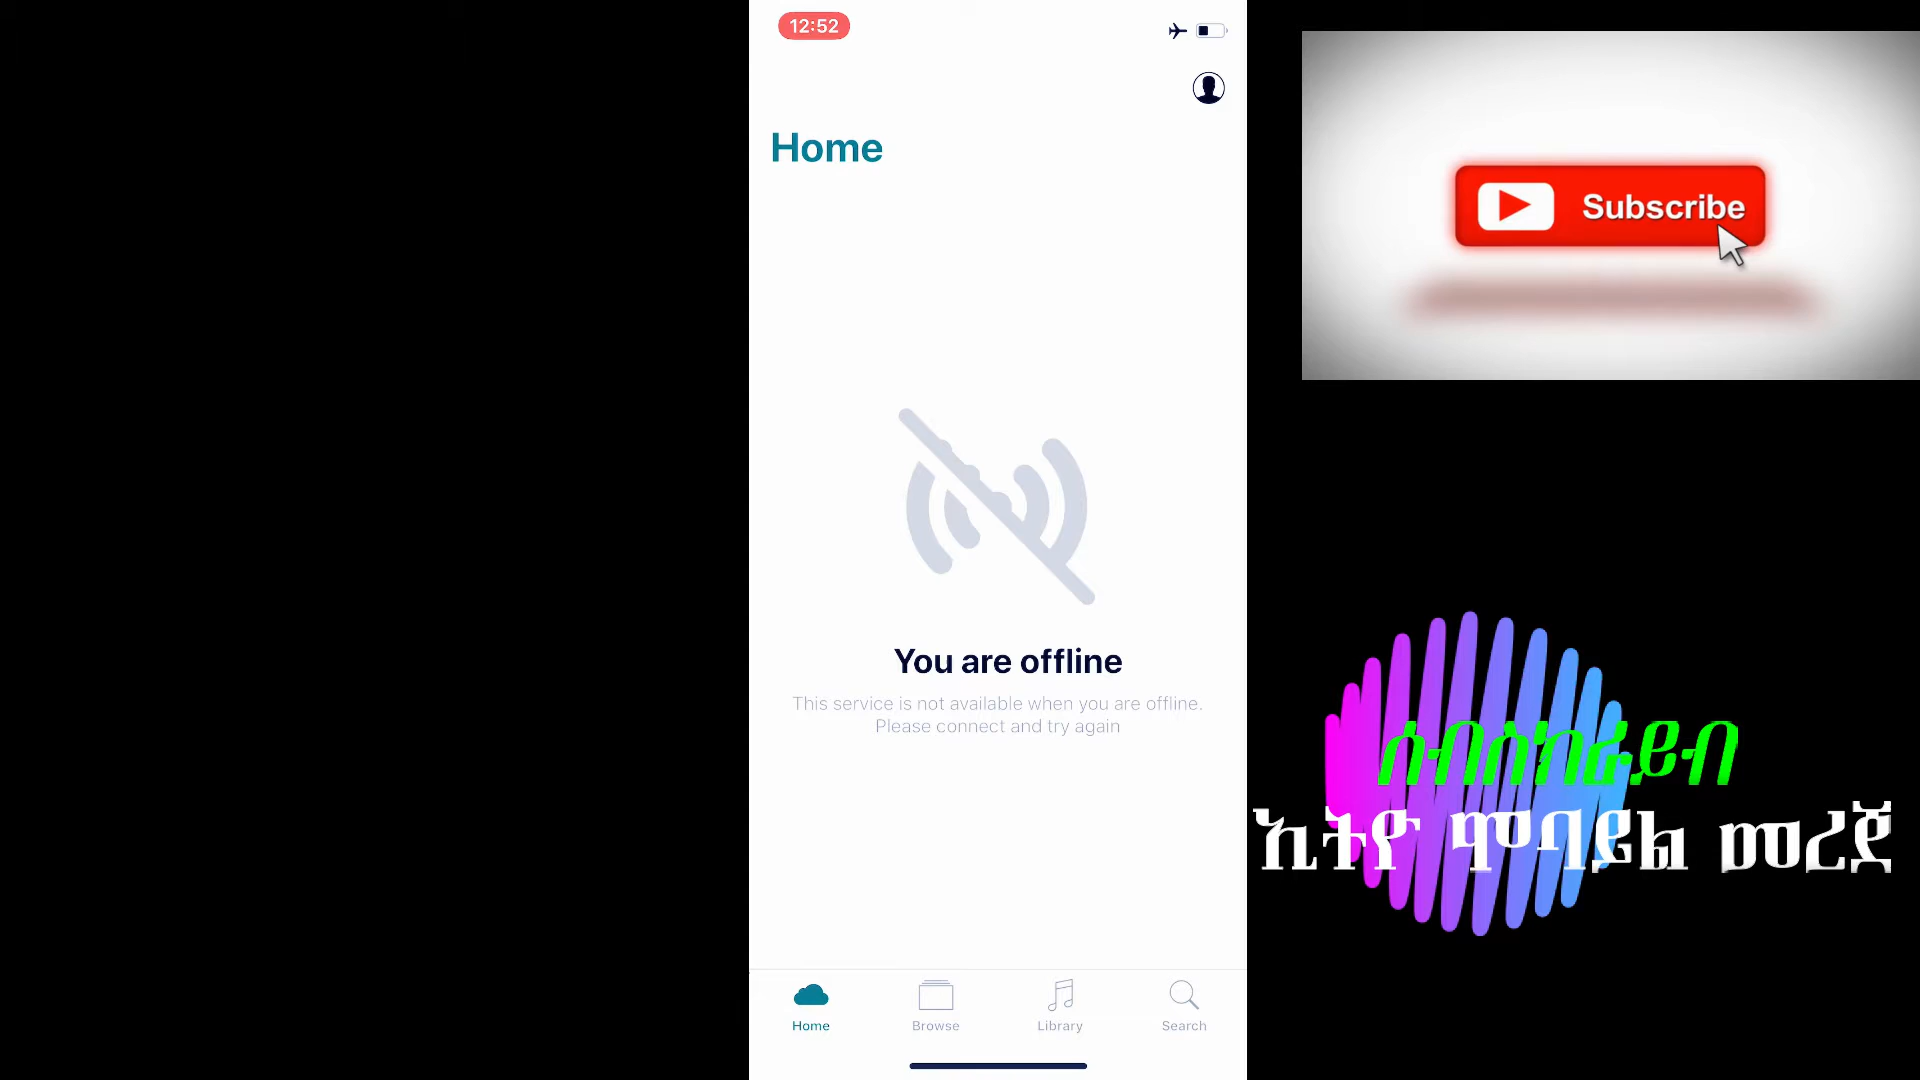 12:52
Home
You are offline
This service is not available when you are offline.
Please connect and try again
Home
Browse
Library
Search
Subscribe
ሰብስክራይብ
ኢትዮ ሞባይል መረጃ